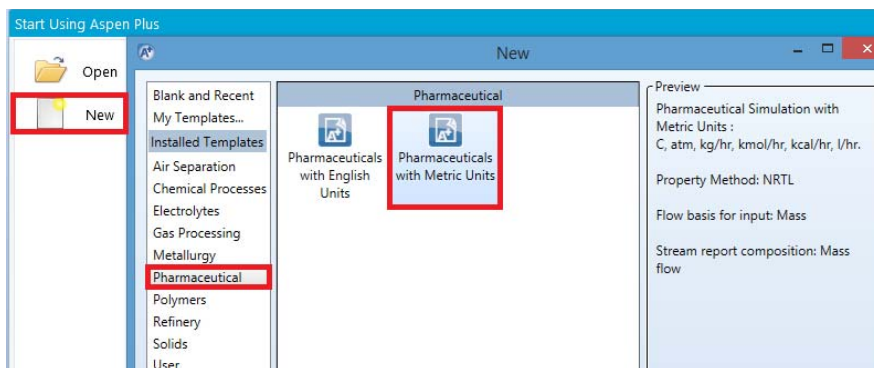 Start Using Aspen Plus
Open
New
New
Blank and Recent
My Templates...
Installed Templates
Air Separation
Chemical Processes
Electrolytes
Gas Processing
Metallurgy
Pharmaceutical
Polymers
Refinery
Solids
User
Pharmaceutical
Pharmaceuticals
with English
Units
Pharmaceuticals
with Metric Units
Preview
Pharmaceutical Simulation with
Metric Units :
C, atm, kg/hr, kmol/hr, kcal/hr, l/hr.
Property Method: NRTL
Flow basis for input: Mass
Stream report composition: Mass
flow